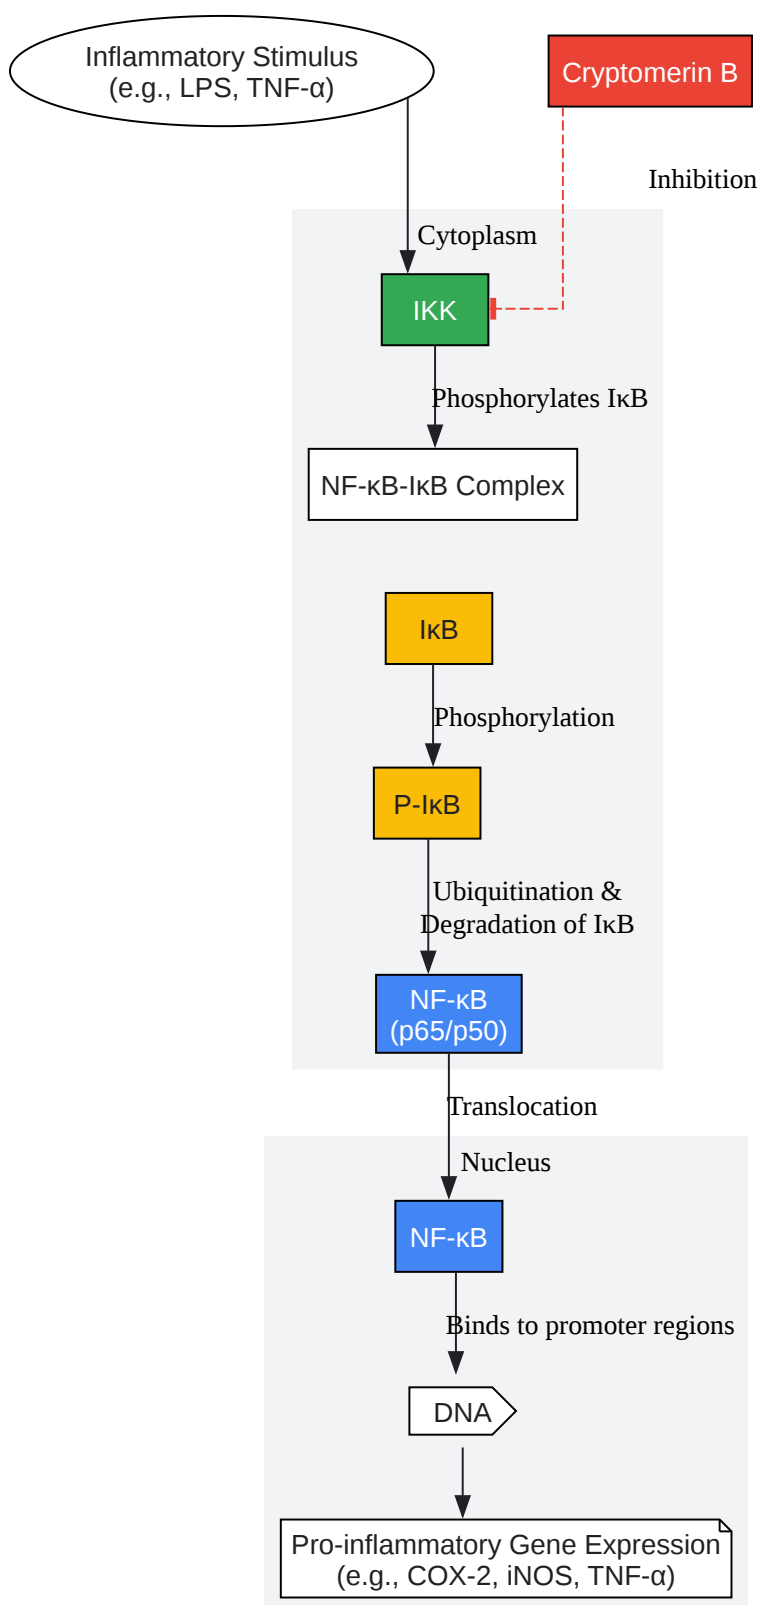 Inflammatory Stimulus
(e.g., LPS, TNF-α)
Cryptomerin B
Inhibition
Cytoplasm
IKK
Phosphorylates IκB
NF-κB-IκB Complex
IκB
Phosphorylation
P-IκB
Ubiquitination &
Degradation of IκB
NF-κB
(p65/p50)
Translocation
Nucleus
NF-κB
Binds to promoter regions
DNA
Pro-inflammatory Gene Expression
(e.g., COX-2, iNOS, TNF-α)